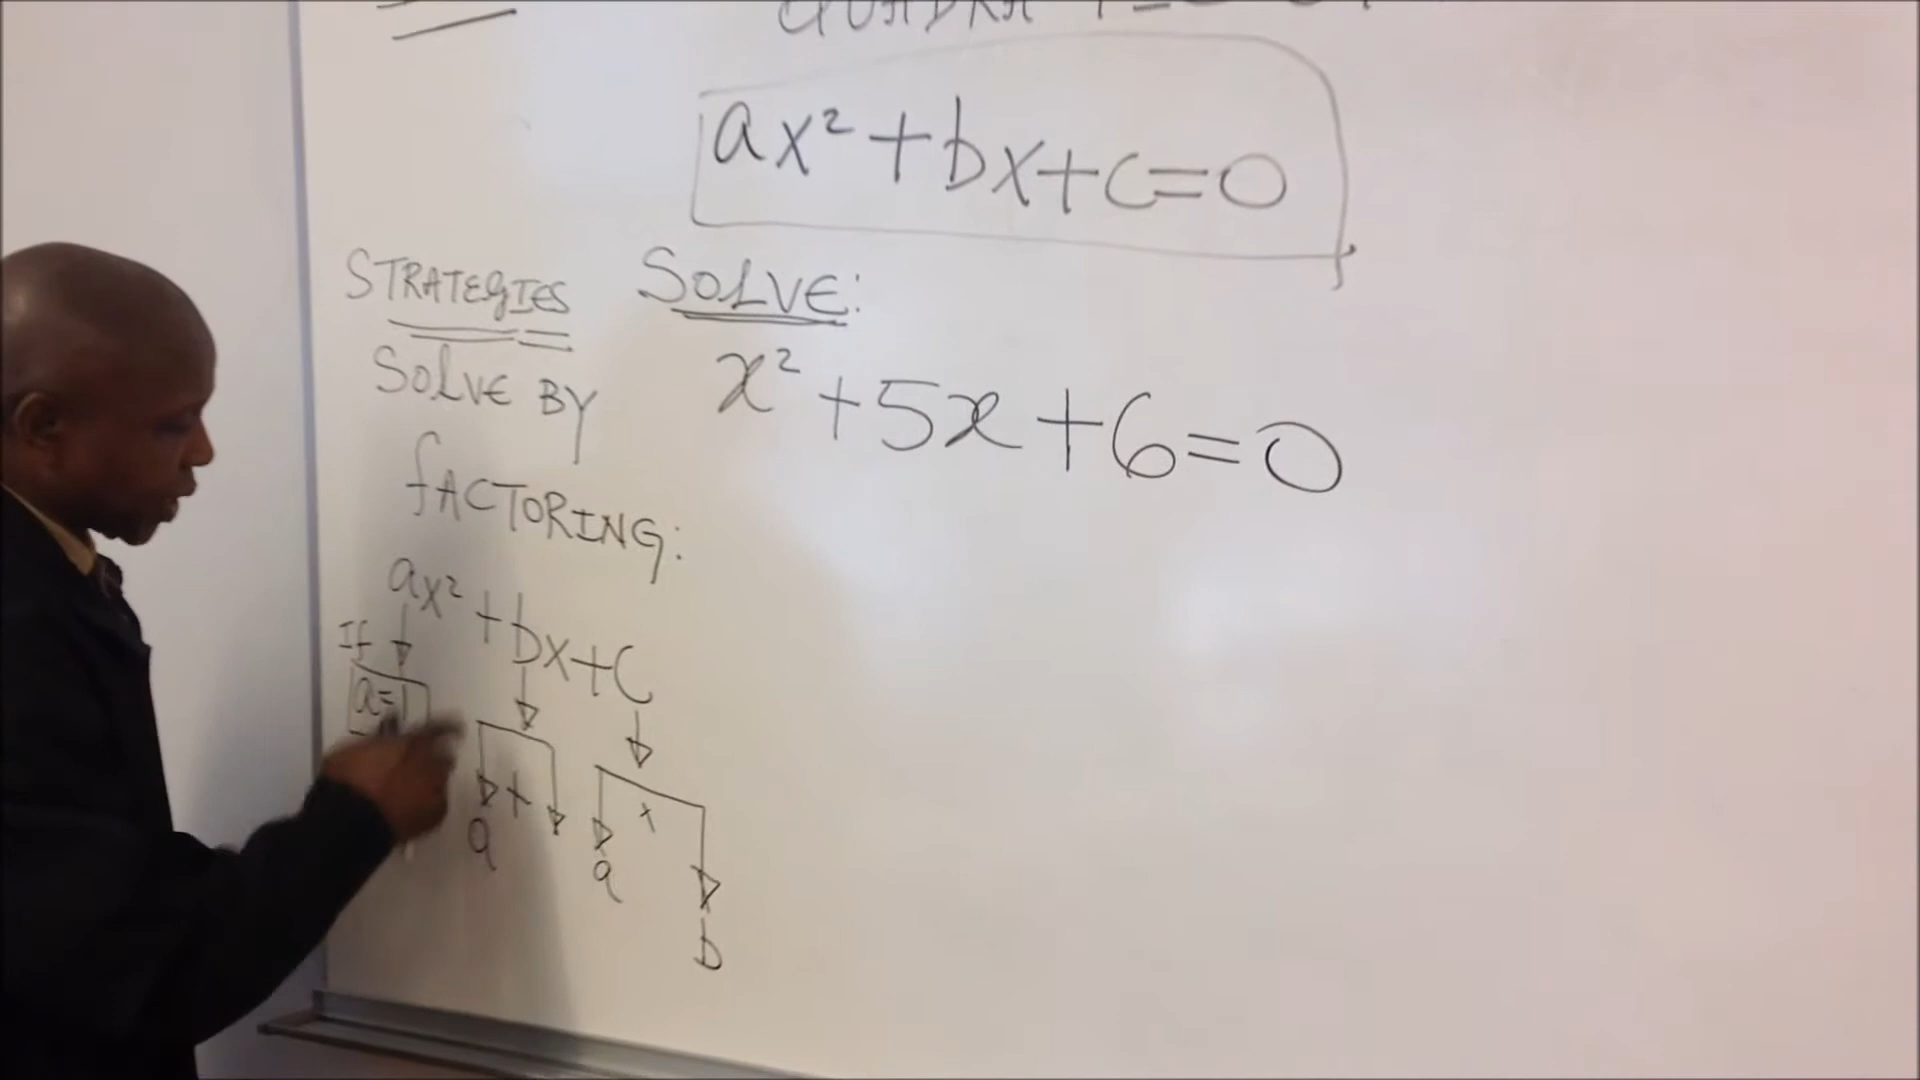 ax² + bx + c = 0
STRATEGIES
SOLVE BY
FACTORING:
ax² + bx + c
If
a=1
+
a
x
a
b
SOLVE:
x² + 5x + 6 = 0